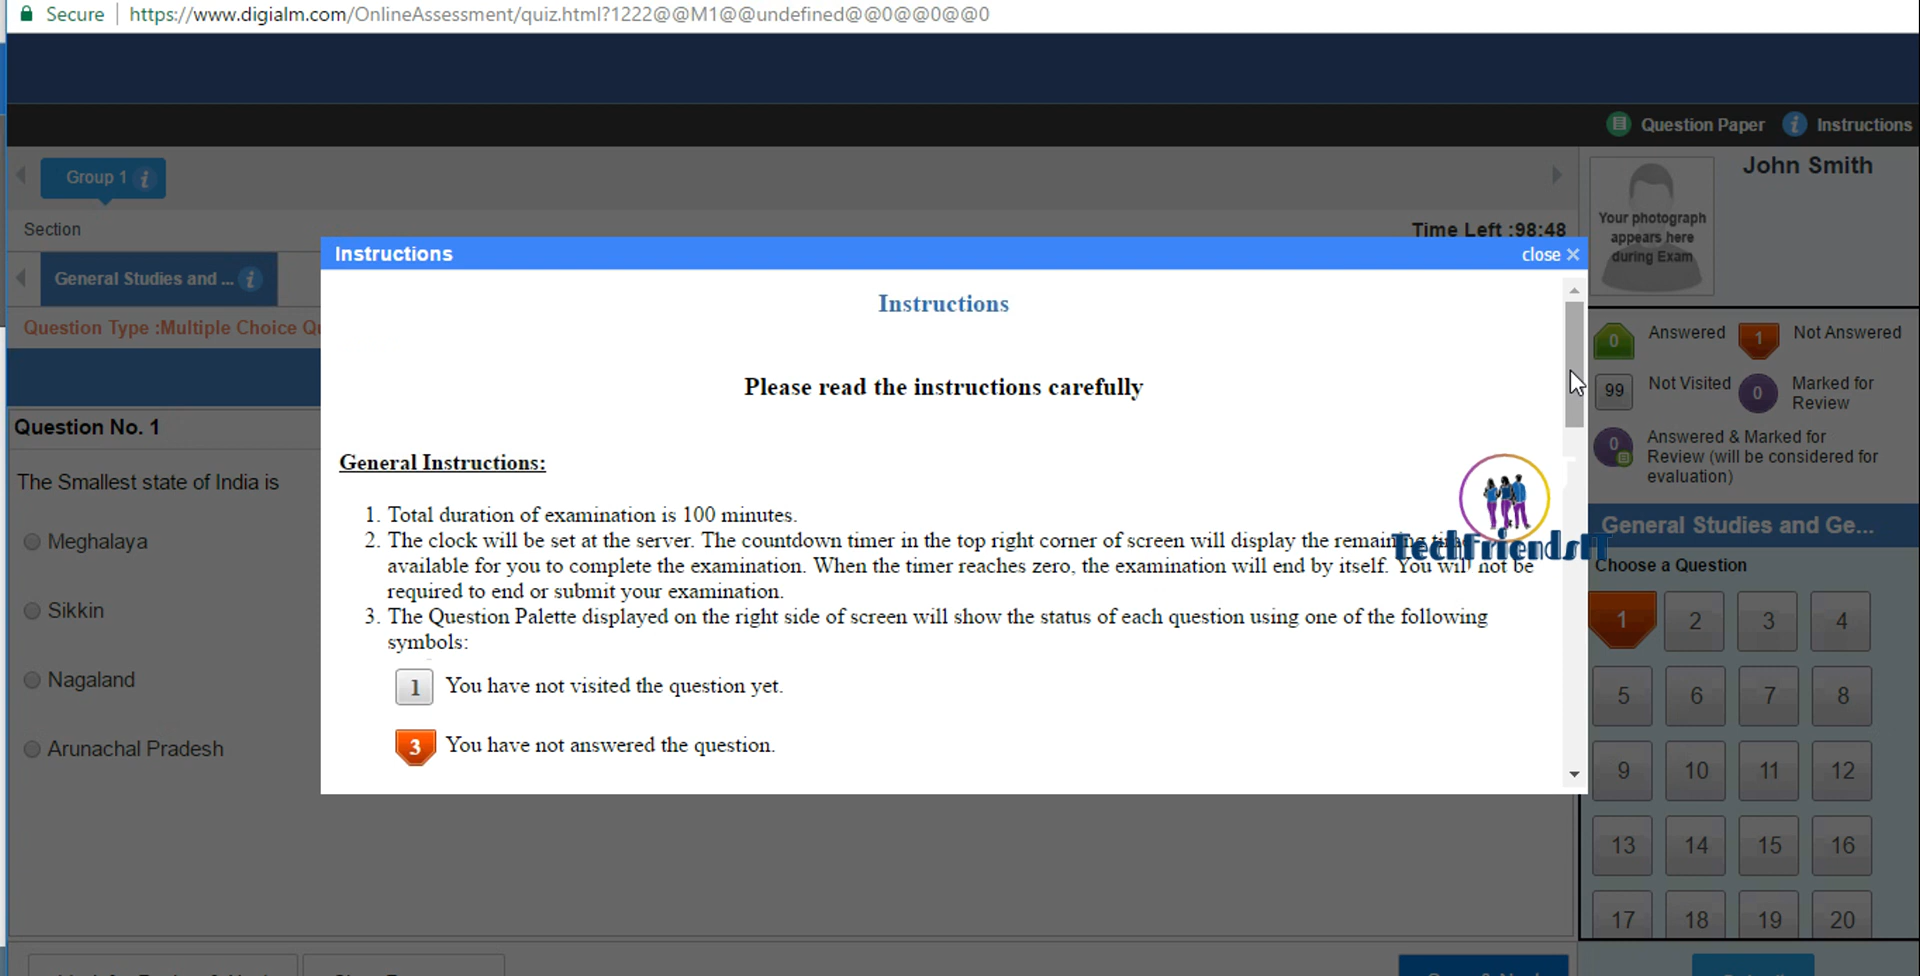 Secure https://www.digialm.com/OnlineAssessment/quiz.html?1222@@M1@@undefined@@0@@0@@0
Question Paper Instructions
Group 1
John Smith
Your photograph
appears here
during Exam
Section
Time Left :98:48
General Studies and ...
Question Type :Multiple Choice Qu
Instructions
close
Instructions
Please read the instructions carefully
General Instructions:
1. Total duration of examination is 100 minutes.
2. The clock will be set at the server. The countdown timer in the top right corner of screen will display the remaining time
available for you to complete the examination. When the timer reaches zero, the examination will end by itself. You will not be
required to end or submit your examination.
3. The Question Palette displayed on the right side of screen will show the status of each question using one of the following
symbols:
1 You have not visited the question yet.
3 You have not answered the question.
TechFriendsIT
Question No. 1
The Smallest state of India is
Meghalaya
Sikkin
Nagaland
Arunachal Pradesh
0 Answered 1 Not Answered
99 Not Visited 0 Marked for
Review
0 Answered & Marked for
Review (will be considered for
evaluation)
General Studies and Ge...
Choose a Question
1 2 3 4
5 6 7 8
9 10 11 12
13 14 15 16
17 18 19 20